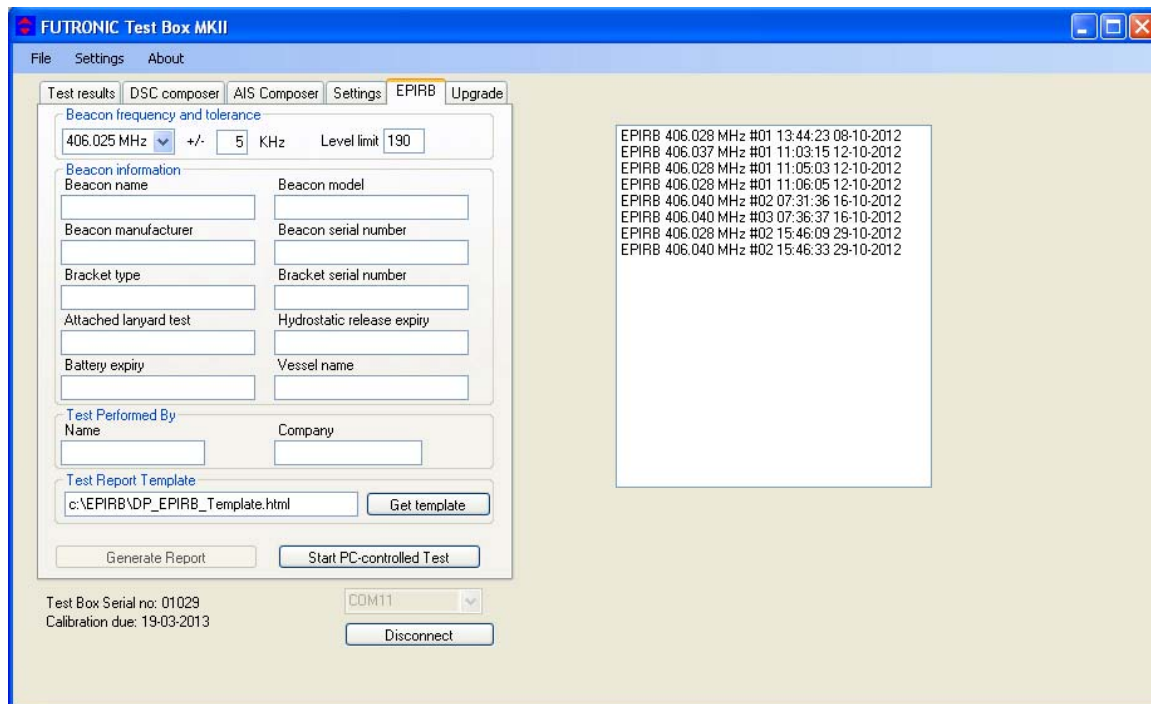 FUTRONIC Test Box MKII
File Settings About
Test results DSC composer AIS Composer Settings EPIRB Upgrade
Beacon frequency and tolerance
406.025 MHz +/- 5 KHz Level limit 190
Beacon information
Beacon name Beacon model
Beacon manufacturer Beacon serial number
Bracket type Bracket serial number
Attached lanyard test Hydrostatic release expiry
Battery expiry Vessel name
Test Performed By
Name Company
Test Report Template
c:\EPIRB\DP_EPIRB_Template.html Get template
Generate Report Start PC-controlled Test
Test Box Serial no: 01029 COM11
Calibration due: 19-03-2013
Disconnect
EPIRB 406.028 MHz #01 13:44:23 08-10-2012
EPIRB 406.037 MHz #01 11:03:15 12-10-2012
EPIRB 406.028 MHz #01 11:05:03 12-10-2012
EPIRB 406.028 MHz #01 11:06:05 12-10-2012
EPIRB 406.040 MHz #02 07:31:36 16-10-2012
EPIRB 406.040 MHz #03 07:36:37 16-10-2012
EPIRB 406.028 MHz #02 15:46:09 29-10-2012
EPIRB 406.040 MHz #02 15:46:33 29-10-2012